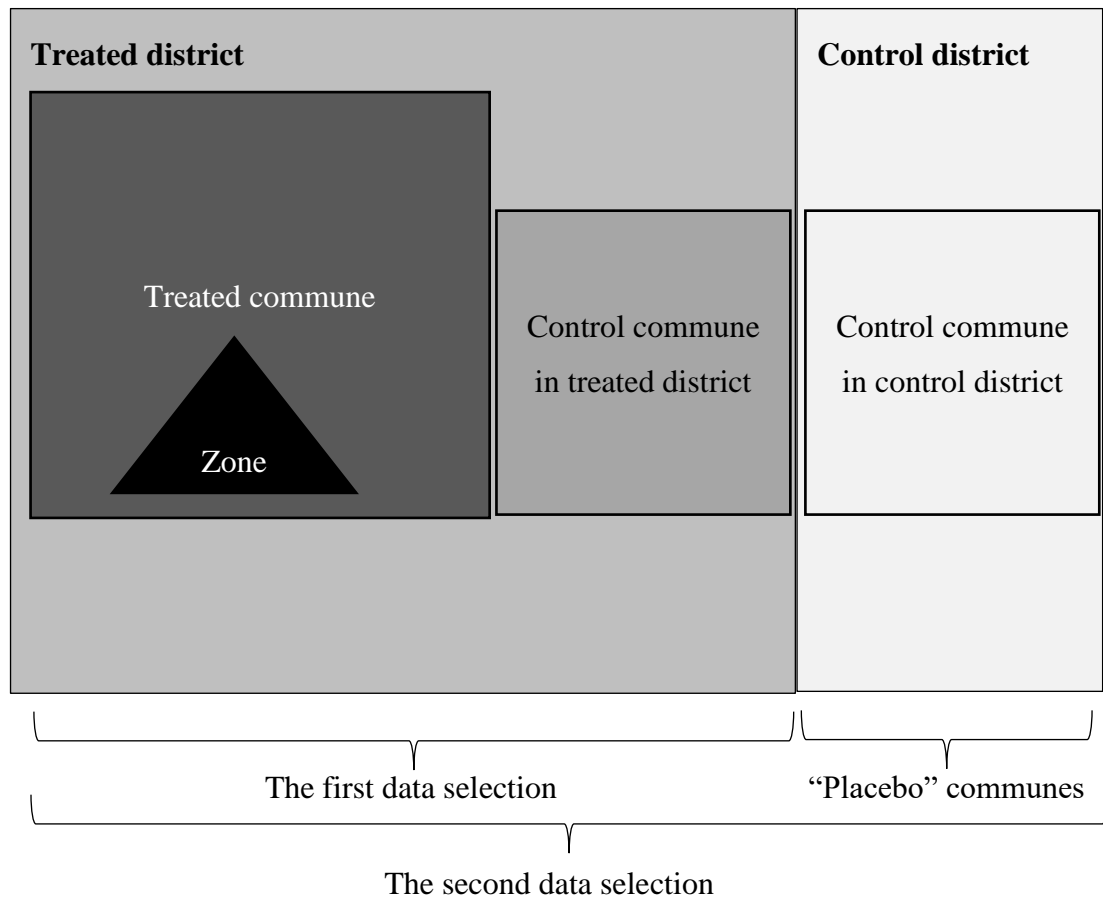 Treated district
Control district
Treated commune
Zone
Control commune
in treated district
Control commune
in control district
The first data selection
“Placebo” communes
The second data selection